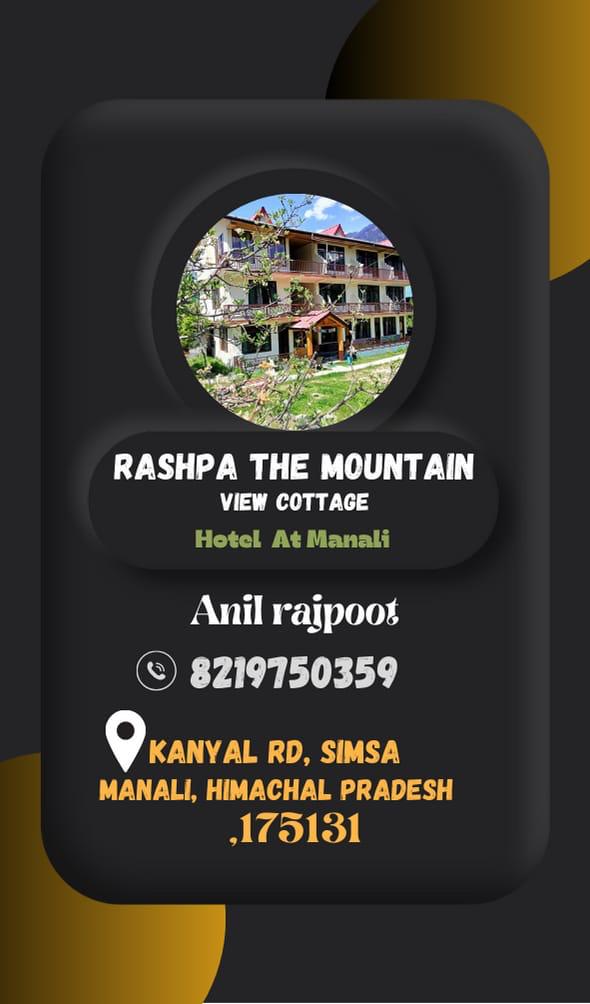 RASHPA THE MOUNTAIN
VIEW COTTAGE
Hotel At Manali
Anil rajpoot
8219750359
KANYAL RD, SIMSA
MANALI, HIMACHAL PRADESH
,175131